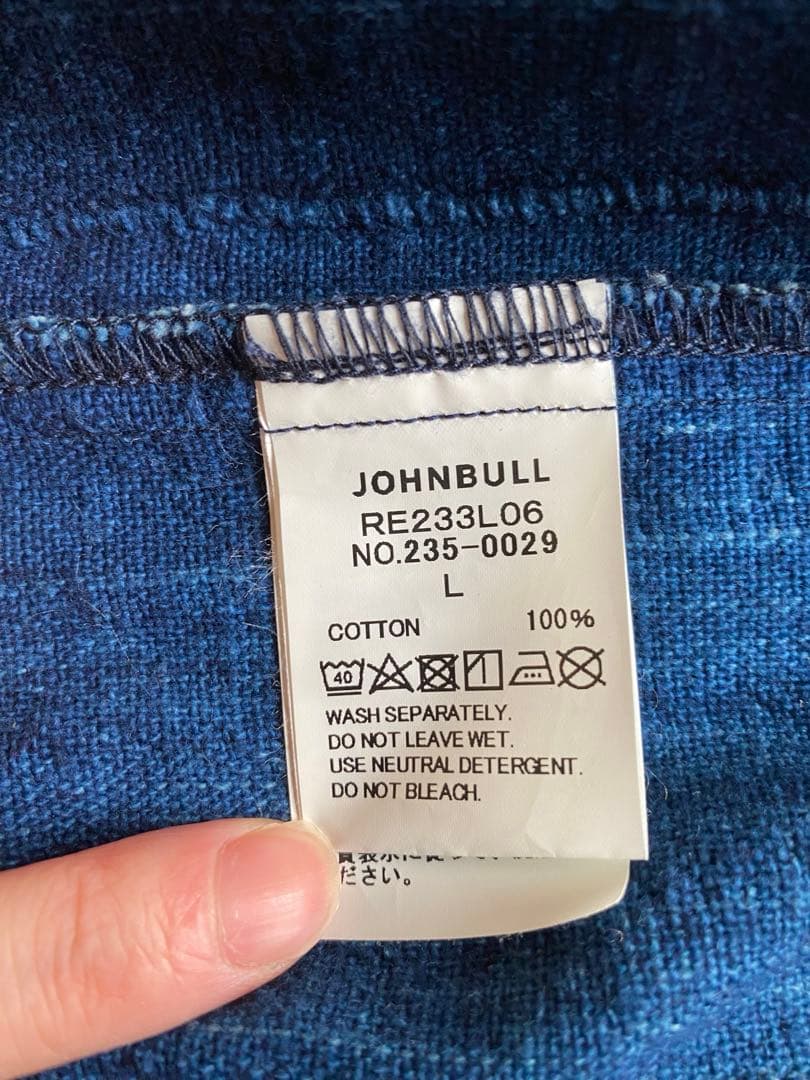 JOHNBULL
RE233L06
NO.235-0029
L
COTTON 100%
40
WASH SEPARATELY.
DO NOT LEAVE WET.
USE NEUTRAL DETERGENT.
DO NOT BLEACH.
ださい。